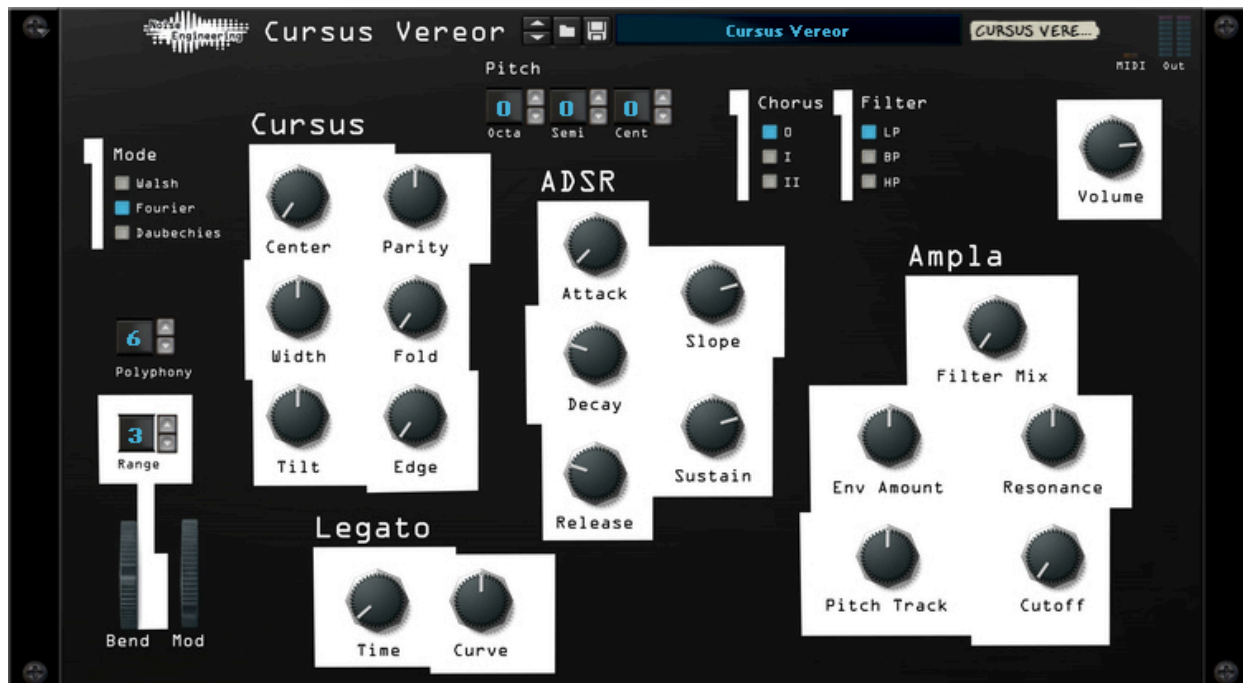 Noise Engineering
Cursus Vereor
Cursus Vereor
CURSUS VERE...
MIDI Out
Pitch
0 0 0
Octa Semi Cent
Chorus
O
I
II
Filter
LP
BP
HP
Volume
Mode
Walsh
Fourier
Daubechies
Cursus
Center Parity
Width Fold
Tilt Edge
ADSR
Attack
Slope
Decay
Sustain
Release
Ampla
Filter Mix
Env Amount Resonance
Pitch Track Cutoff
6
Polyphony
3
Range
Bend Mod
Legato
Time Curve